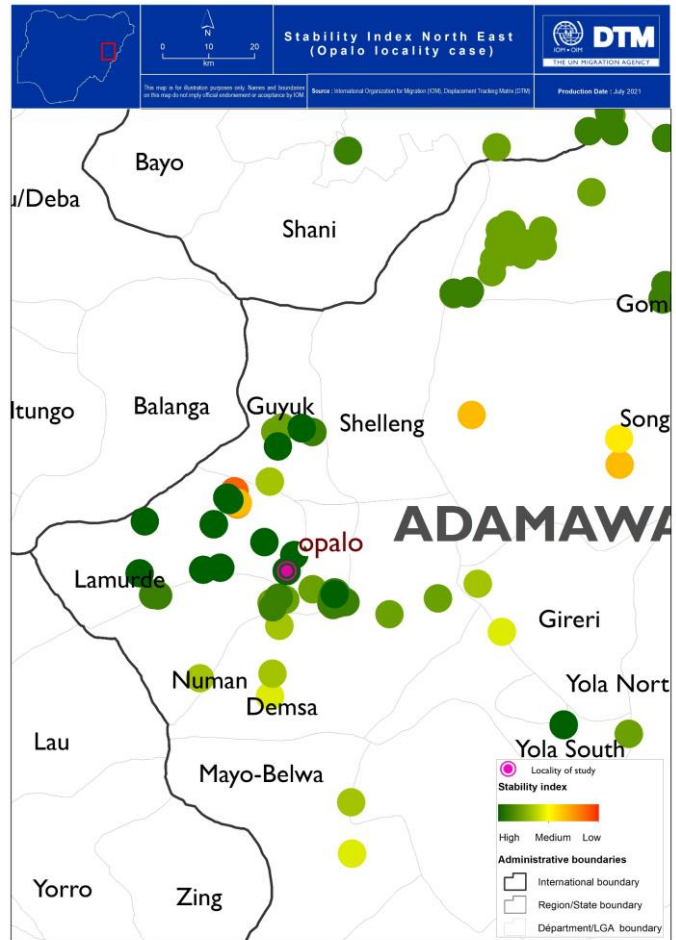 N
0 10 20
km
Stability Index North East
(Opalo locality case)
IOM • OIM
DTM
THE UN MIGRATION AGENCY
This map is for illustration purposes only. Names and boundaries
on this map do not imply official endorsement or acceptance by IOM
Source : International Organization for Migration (IOM), Displacement Tracking Matrix (DTM)
Production Date : July 2021
Bayo
u/Deba
Shani
Gom
ltungo
Balanga
Guyuk
Shelleng
Song
ADAMAWA
opalo
Lamurde
Gireri
Numan
Demsa
Yola Nort
Yola South
Lau
Mayo-Belwa
Yorro
Zing
Locality of study
Stability index
High Medium Low
Administrative boundaries
International boundary
Region/State boundary
Départment/LGA boundary